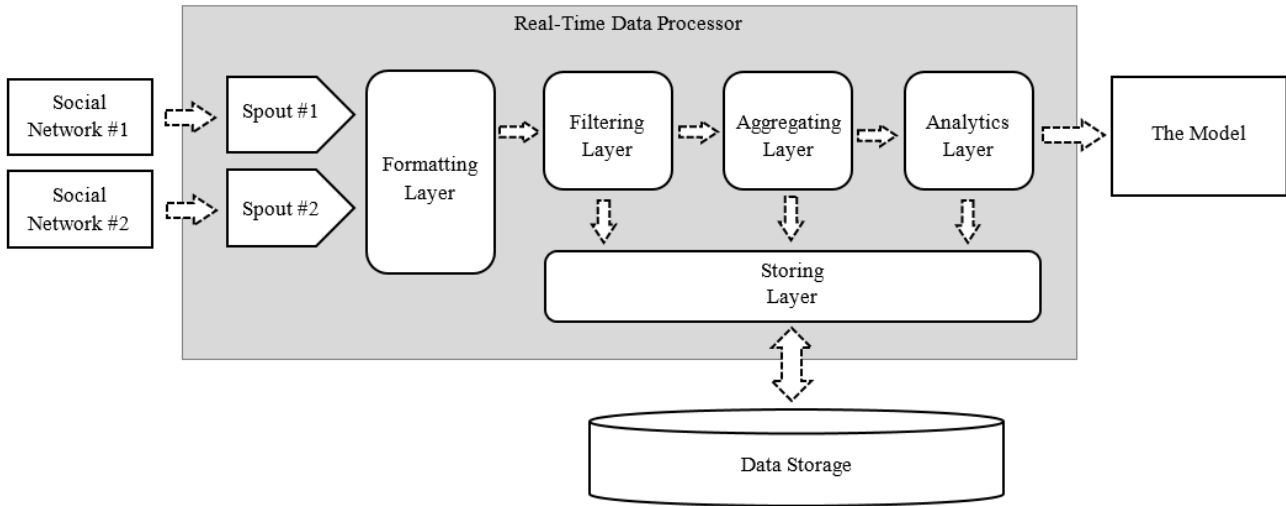 Real-Time Data Processor
Social
Network #1
Spout #1
Social
Network #2
Spout #2
Formatting
Layer
Filtering
Layer
Aggregating
Layer
Analytics
Layer
The Model
Storing
Layer
Data Storage